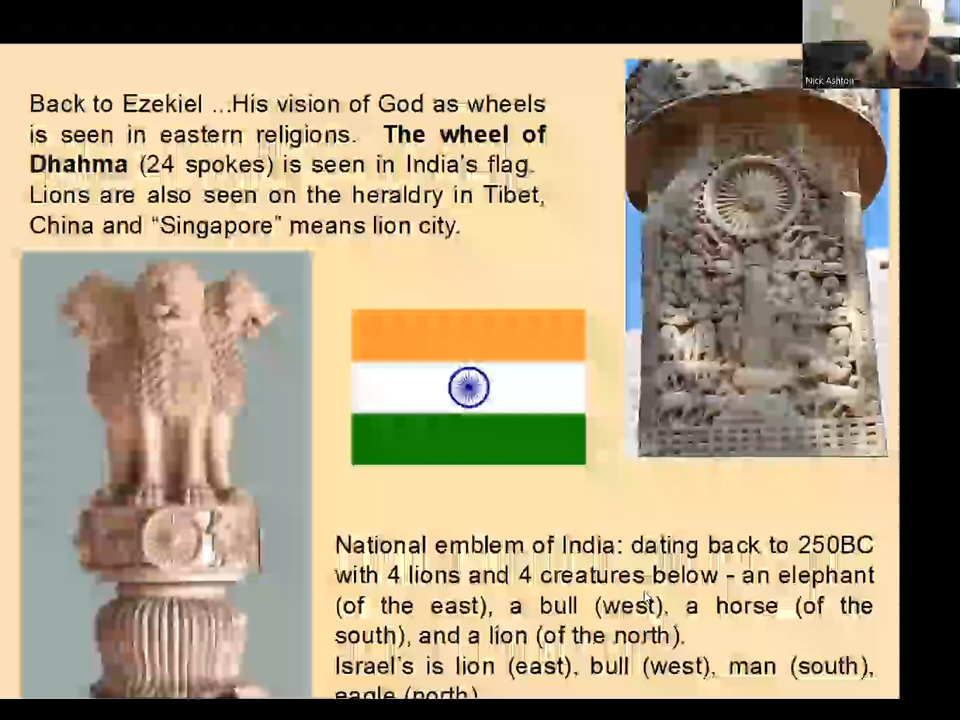 Nick Ashton
Back to Ezekiel ...His vision of God as wheels
is seen in eastern religions. The wheel of
Dhahma (24 spokes) is seen in India's flag.
Lions are also seen on the heraldry in Tibet,
China and “Singapore” means lion city.
National emblem of India: dating back to 250BC
with 4 lions and 4 creatures below - an elephant
(of the east), a bull (west), a horse (of the
south), and a lion (of the north).
Israel's is lion (east), bull (west), man (south),
eagle (north)